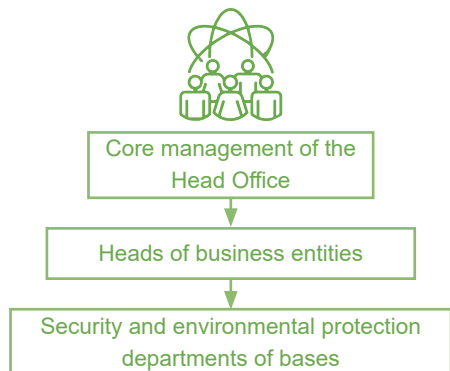 Core management of the
Head Office
Heads of business entities
Security and environmental protection
departments of bases